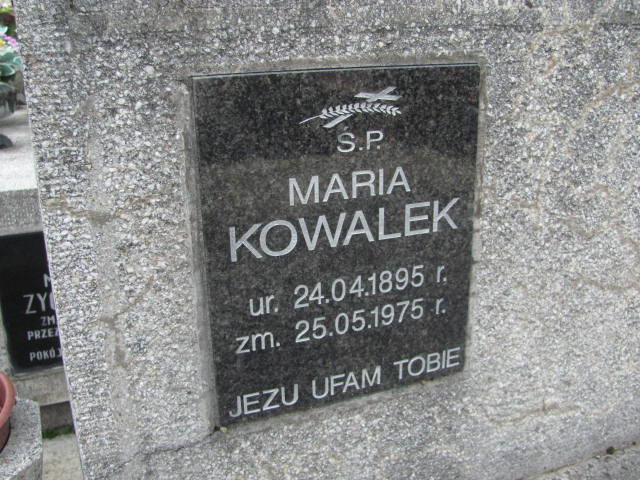 Ś.P.
MARIA
KOWALEK
ur. 24.04.1895 r.
zm. 25.05.1975 r.
JEZU UFAM TOBIE